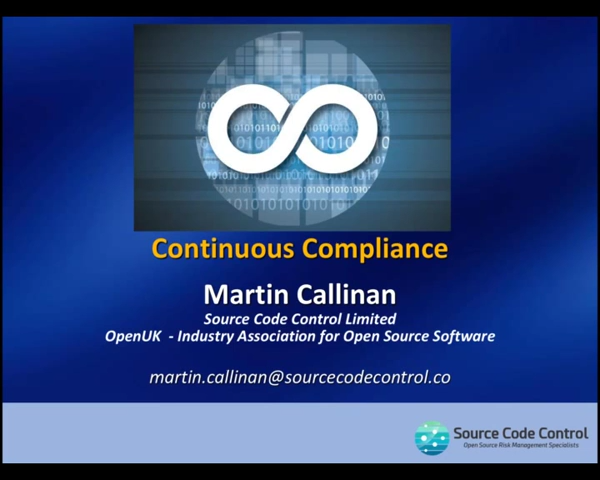 Continuous Compliance
Martin Callinan
Source Code Control Limited
OpenUK - Industry Association for Open Source Software
martin.callinan@sourcecodecontrol.co
Source Code Control
Open Source Risk Management Specialists